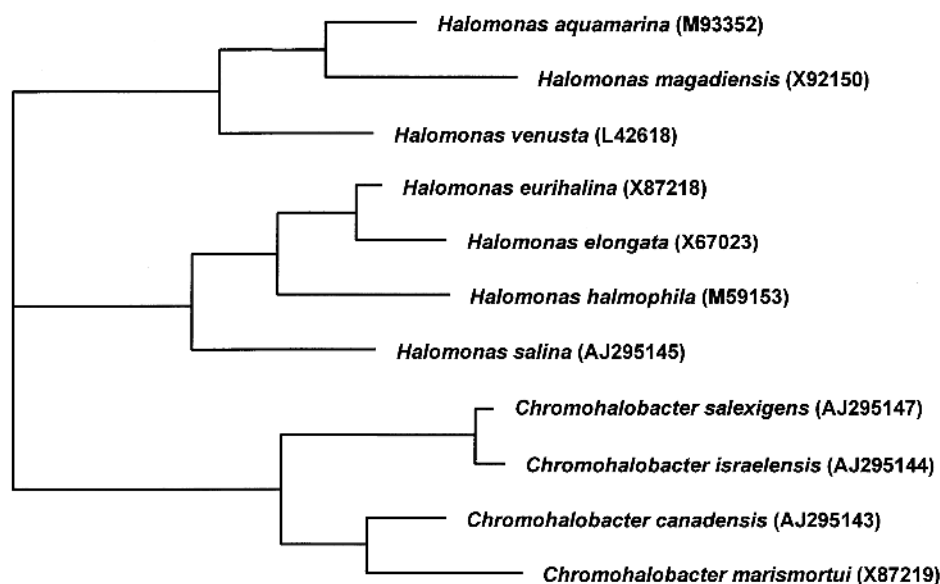 Halomonas aquamarina (M93352)
Halomonas magadiensis (X92150)
Halomonas venusta (L42618)
Halomonas eurihalina (X87218)
Halomonas elongata (X67023)
Halomonas halmophila (M59153)
Halomonas salina (AJ295145)
Chromohalobacter salexigens (AJ295147)
Chromohalobacter israelensis (AJ295144)
Chromohalobacter canadensis (AJ295143)
Chromohalobacter marismortui (X87219)